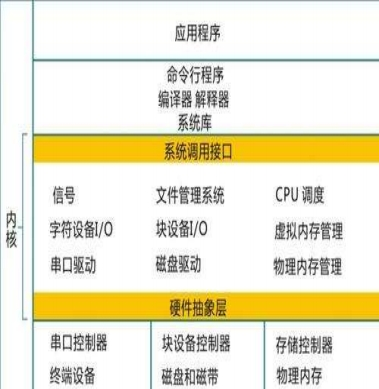 应用程序
命令行程序
编译器 解释器
系统库
系统调用接口
内核
信号 文件管理系统 CPU 调度
字符设备I/O 块设备I/O 虚拟内存管理
串口驱动 磁盘驱动 物理内存管理
硬件抽象层
串口控制器 块设备控制器 存储控制器
终端设备 磁盘和磁带 物理内存